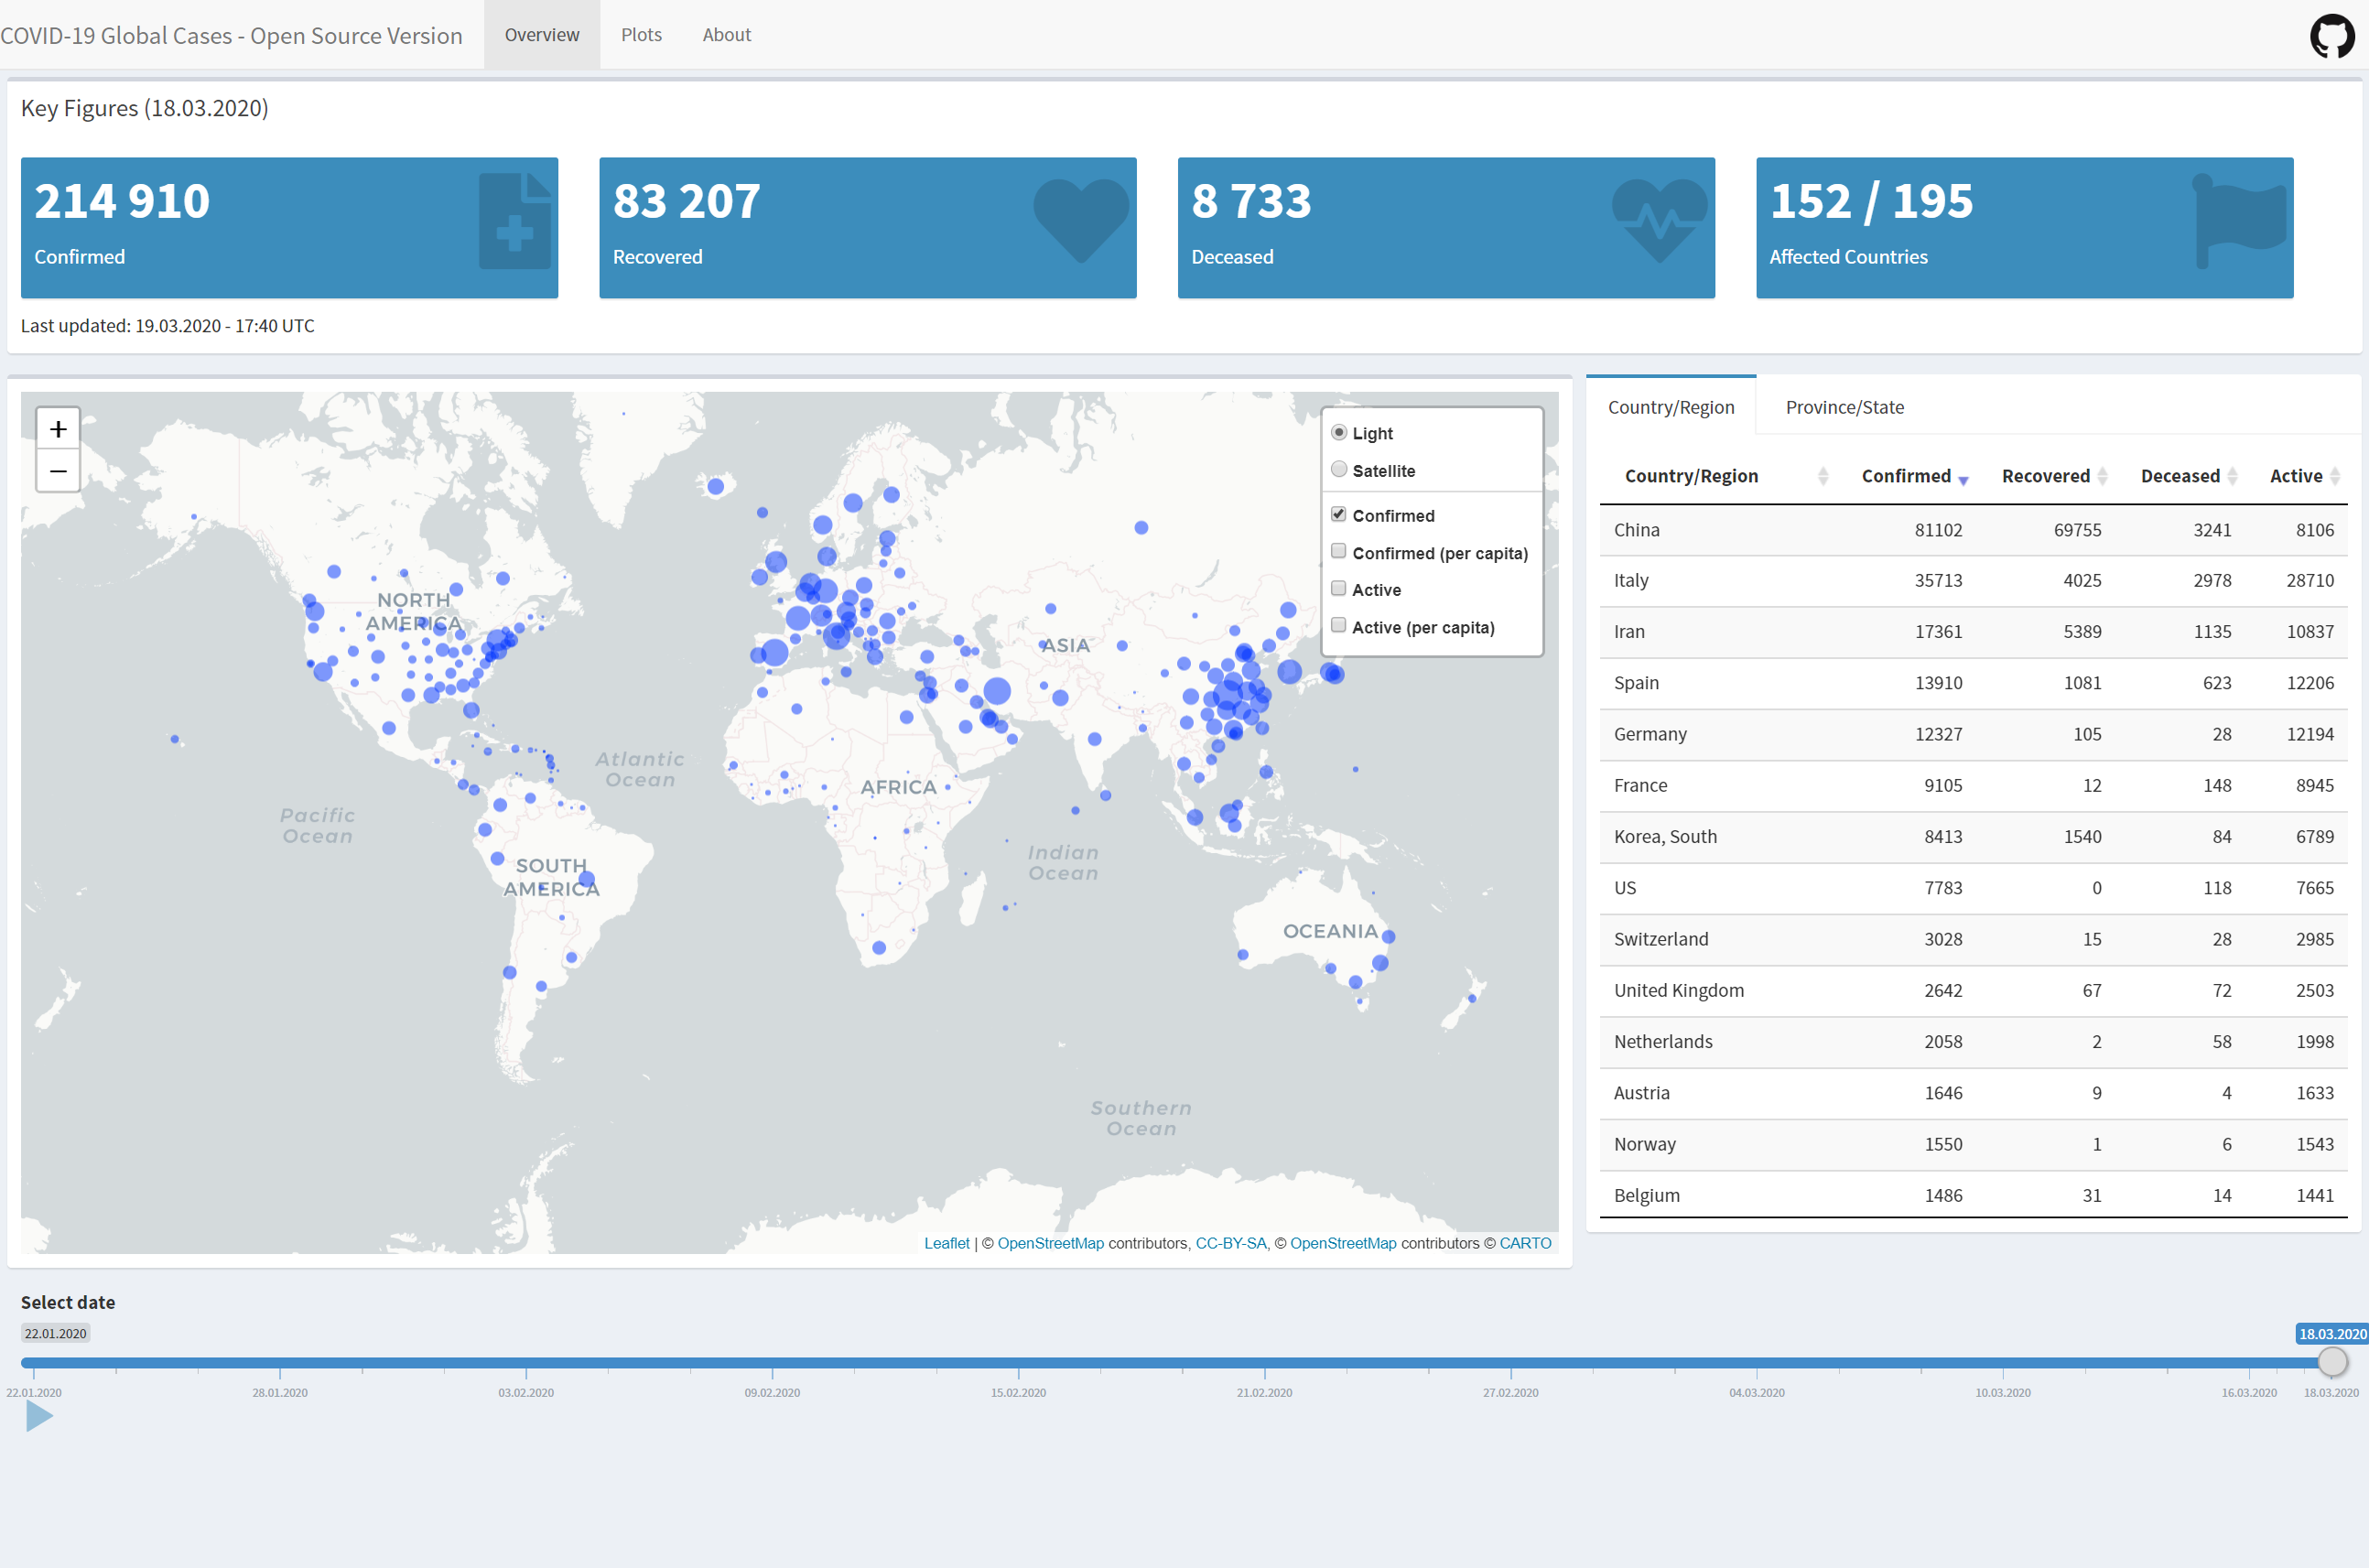 COVID-19 Global Cases - Open Source Version
Overview
Plots
About
Key Figures (18.03.2020)
214 910
Confirmed
83 207
Recovered
8 733
Deceased
152 / 195
Affected Countries
Last updated: 19.03.2020 - 17:40 UTC
+
−
Light
Satellite
Confirmed
Confirmed (per capita)
Active
Active (per capita)
NORTH
AMERICA
ASIA
Atlantic
Ocean
AFRICA
Pacific
Ocean
Indian
Ocean
SOUTH
AMERICA
OCEANIA
Southern
Ocean
Leaflet | © OpenStreetMap contributors, CC-BY-SA, © OpenStreetMap contributors © CARTO
Country/Region
Province/State
Country/Region Confirmed Recovered Deceased Active
China 81102 69755 3241 8106
Italy 35713 4025 2978 28710
Iran 17361 5389 1135 10837
Spain 13910 1081 623 12206
Germany 12327 105 28 12194
France 9105 12 148 8945
Korea, South 8413 1540 84 6789
US 7783 0 118 7665
Switzerland 3028 15 28 2985
United Kingdom 2642 67 72 2503
Netherlands 2058 2 58 1998
Austria 1646 9 4 1633
Norway 1550 1 6 1543
Belgium 1486 31 14 1441
Select date
22.01.2020
18.03.2020
22.01.2020 28.01.2020 03.02.2020 09.02.2020 15.02.2020 21.02.2020 27.02.2020 04.03.2020 10.03.2020 16.03.2020 18.03.2020